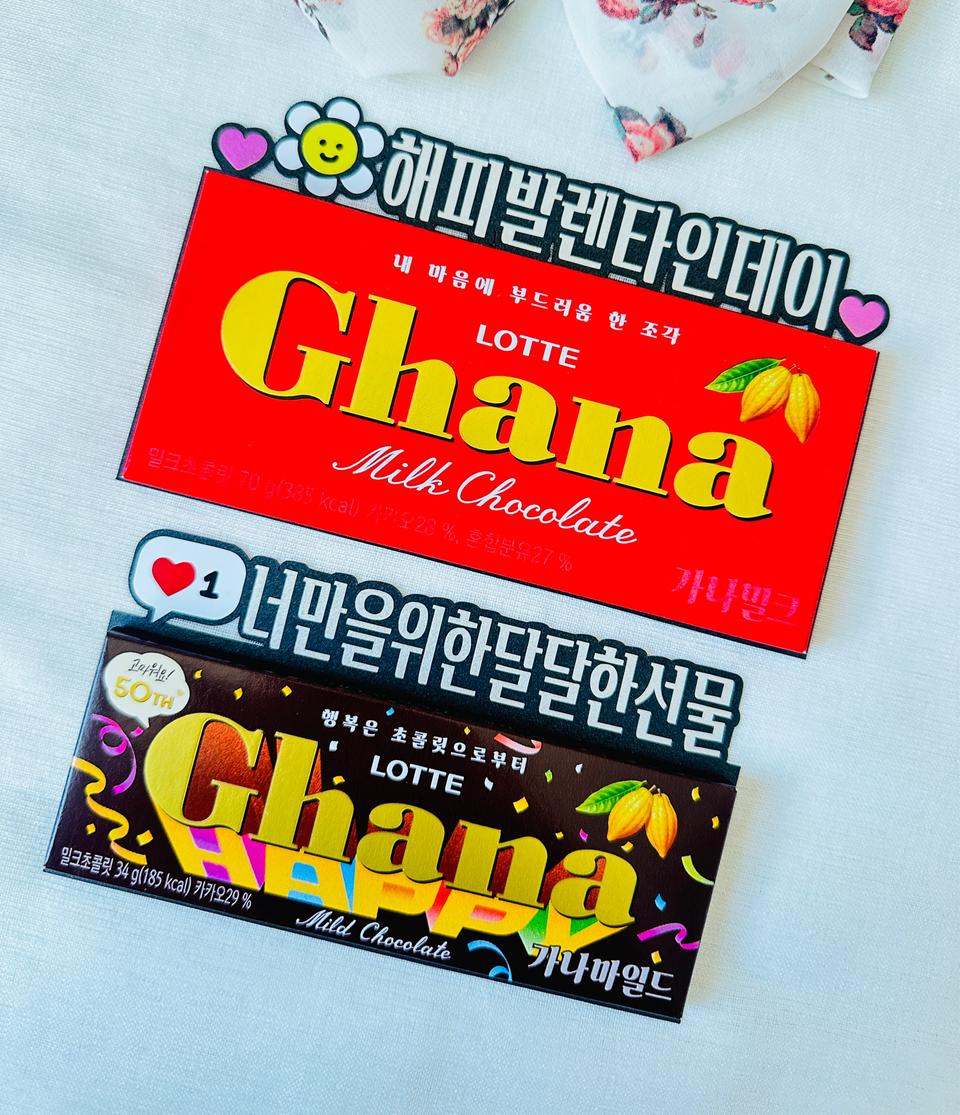 해피발렌타인데이
내 마음에 부드러움 한 조각
LOTTE
Ghana
Milk Chocolate
밀크초콜릿 70 g(385 kcal) 카카오28 %, 혼합분유27 %
가나밀크
1
너만을위한달달한선물
고마워요!
50TH
행복은 초콜릿으로부터
LOTTE
Ghana
HAPPY
밀크초콜릿 34 g(185 kcal) 카카오29 %
Mild Chocolate
가나마일드